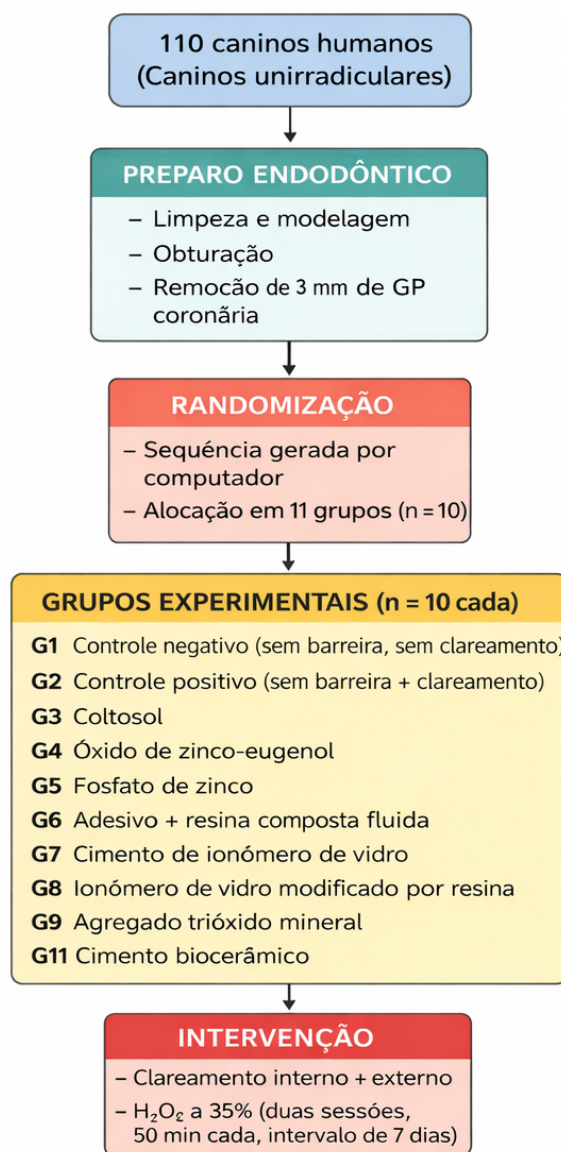 110 caninos humanos
(Caninos unirradiculares)
PREPARO ENDODÔNTICO
– Limpeza e modelagem
– Obturação
– Remocão de 3 mm de GP
coronária
RANDOMIZAÇÃO
– Sequéncia gerada por
computador
– Alocação em 11 grupos (n = 10)
GRUPOS EXPERIMENTAIS (n = 10 cada)
G1 Controle negativo (sem barreira, sem clareamento)
G2 Controle positivo (sem barreira + clareamento)
G3 Coltosol
G4 Óxido de zinco-eugenol
G5 Fosfato de zinco
G6 Adesivo + resina composta fluida
G7 Cimento de ionómero de vidro
G8 Ionómero de vidro modificado por resina
G9 Agregado trióxido mineral
G11 Cimento biocerâmico
INTERVENÇÃO
– Clareamento interno + externo
– H₂O₂ a 35% (duas sessóes,
50 min cada, intervalo de 7 dias)